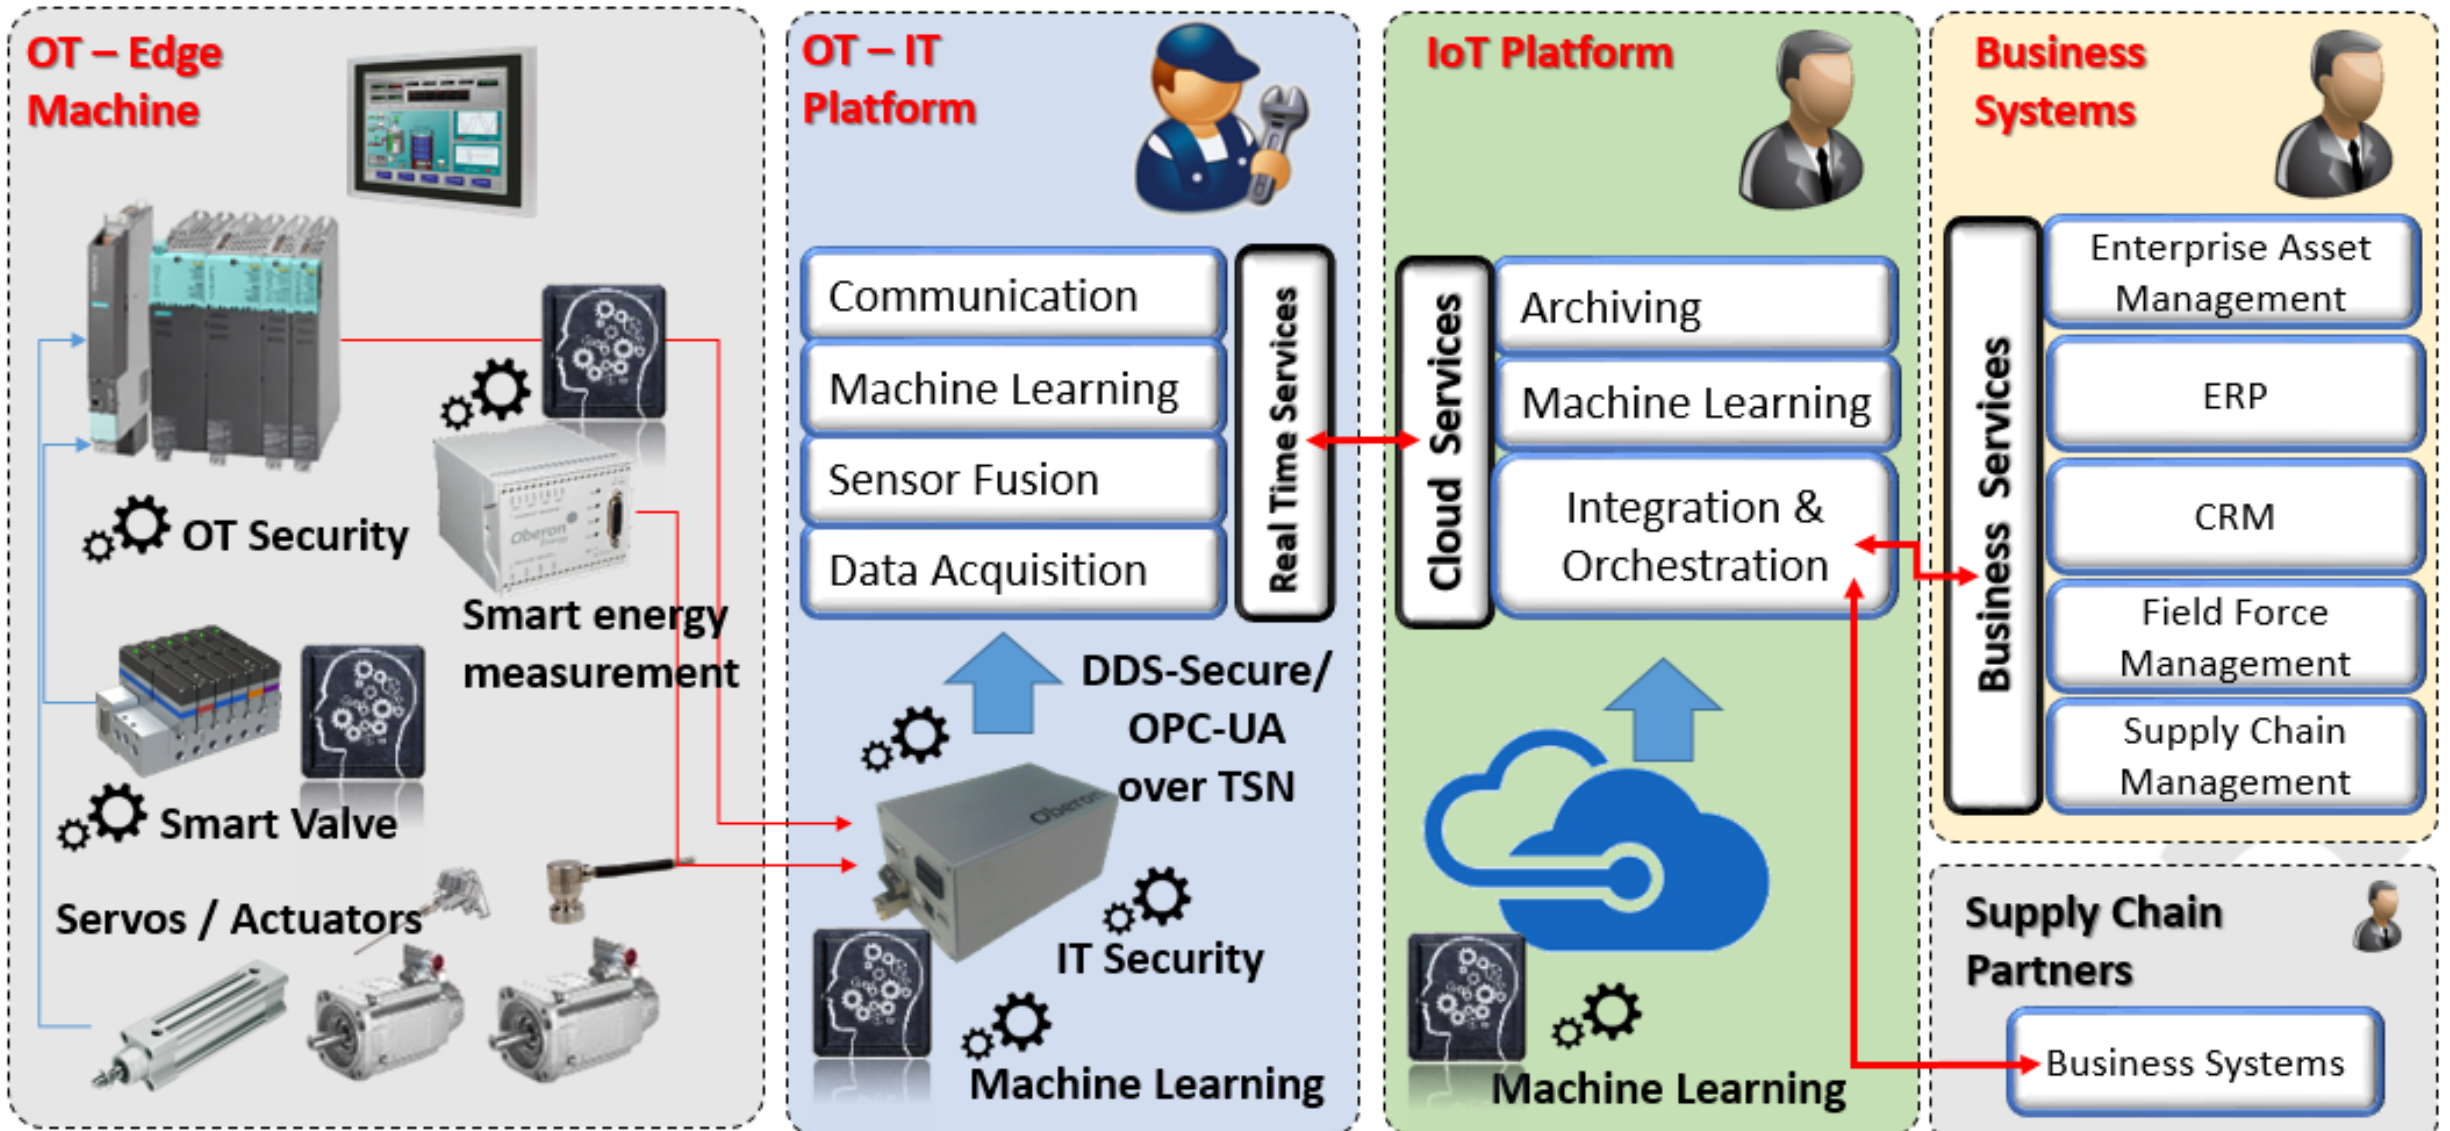 OT – Edge
Machine
OT Security
Oberon
Energy
Smart energy
measurement
Smart Valve
Servos / Actuators
OT – IT
Platform
Communication
Machine Learning
Sensor Fusion
Data Acquisition
Real Time Services
DDS-Secure/
OPC-UA
over TSN
Oberon
IT Security
Machine Learning
IoT Platform
Cloud Services
Archiving
Machine Learning
Integration &
Orchestration
Machine Learning
Business
Systems
Business Services
Enterprise Asset
Management
ERP
CRM
Field Force
Management
Supply Chain
Management
Supply Chain
Partners
Business Systems